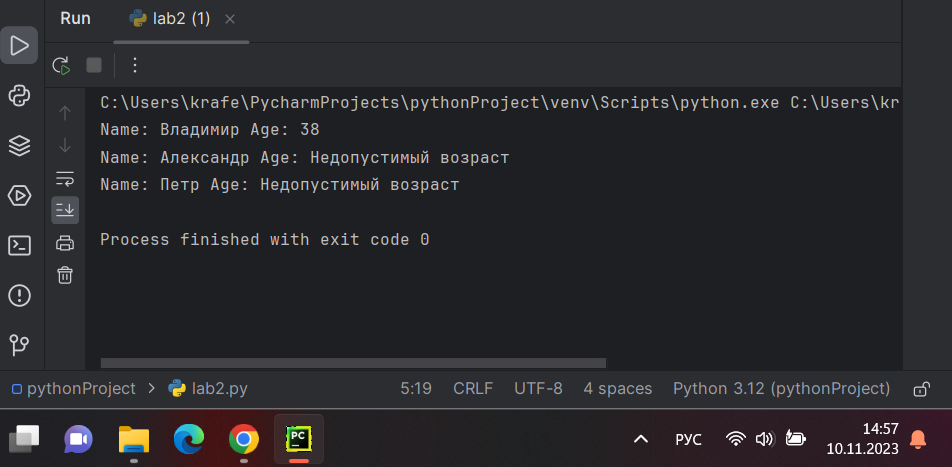 Run lab2 (1)
C:\Users\krafe\PycharmProjects\pythonProject\venv\Scripts\python.exe C:\Users\kr
Name: Владимир Age: 38
Name: Александр Age: Недопустимый возраст
Name: Петр Age: Недопустимый возраст
Process finished with exit code 0
pythonProject > lab2.py 5:19 CRLF UTF-8 4 spaces Python 3.12 (pythonProject)
PC РУС 14:57
10.11.2023